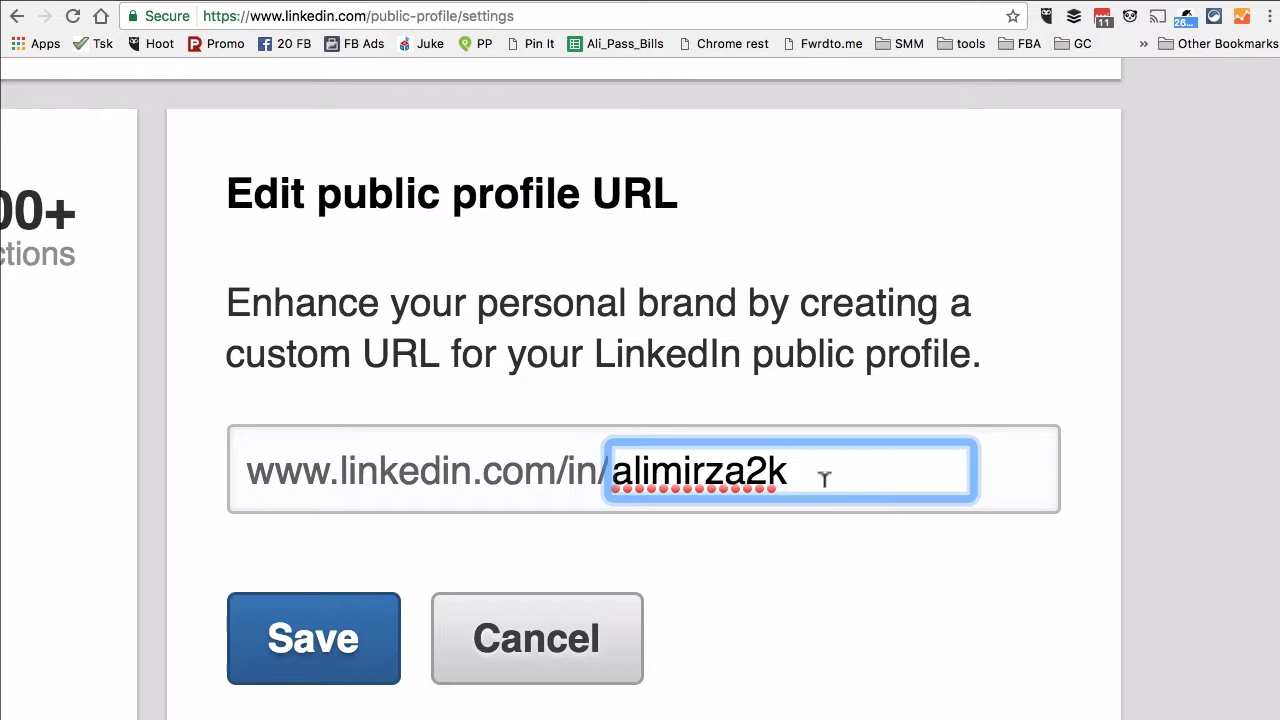 Secure https://www.linkedin.com/public-profile/settings
11
Apps Tsk Hoot Promo 20 FB FB Ads Juke PP Pin It Ali_Pass_Bills Chrome rest Fwrdto.me SMM tools FBA GC » Other Bookmarks
00+
ctions
Edit public profile URL
Enhance your personal brand by creating a
custom URL for your LinkedIn public profile.
www.linkedin.com/in/alimirza2k
Save Cancel